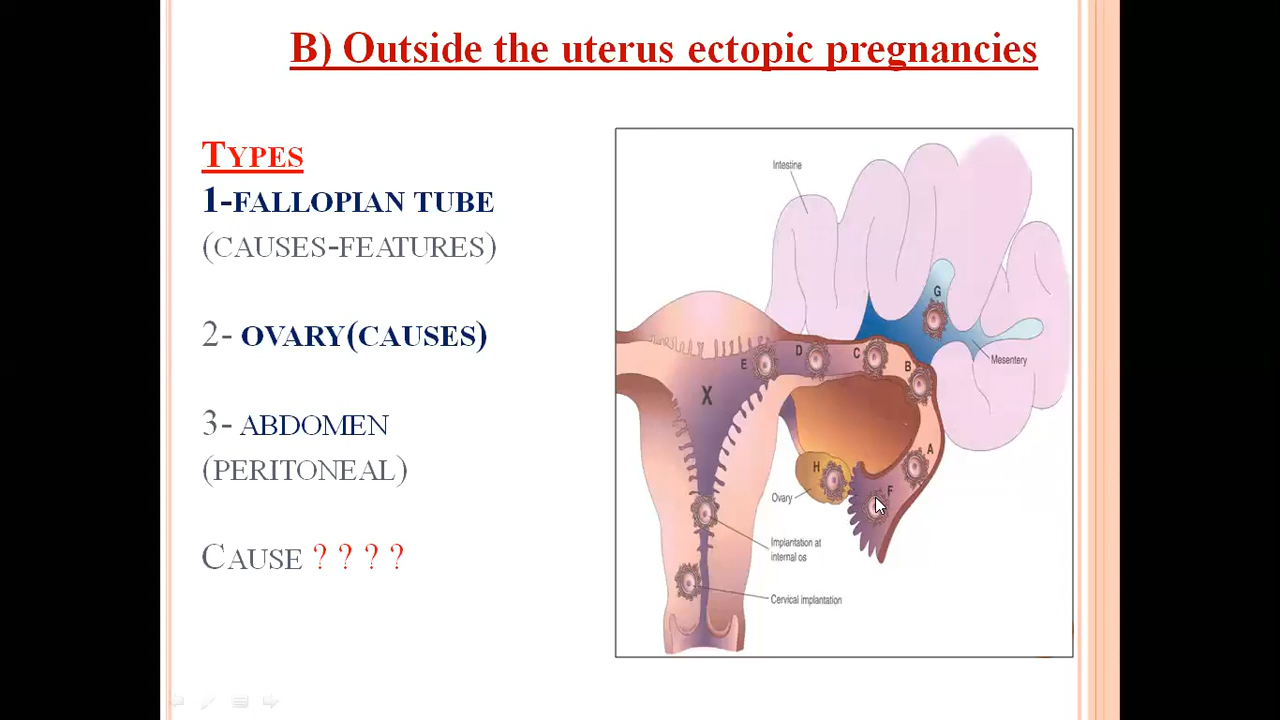 B) Outside the uterus ectopic pregnancies
TYPES
1-FALLOPIAN TUBE
(CAUSES-FEATURES)
2- OVARY(CAUSES)
3- ABDOMEN
(PERITONEAL)
CAUSE ? ? ? ?
Intestine
G
Mesentery
E
D
C
B
X
A
H
F
Ovary
Implantation at
internal os
Cervical implantation